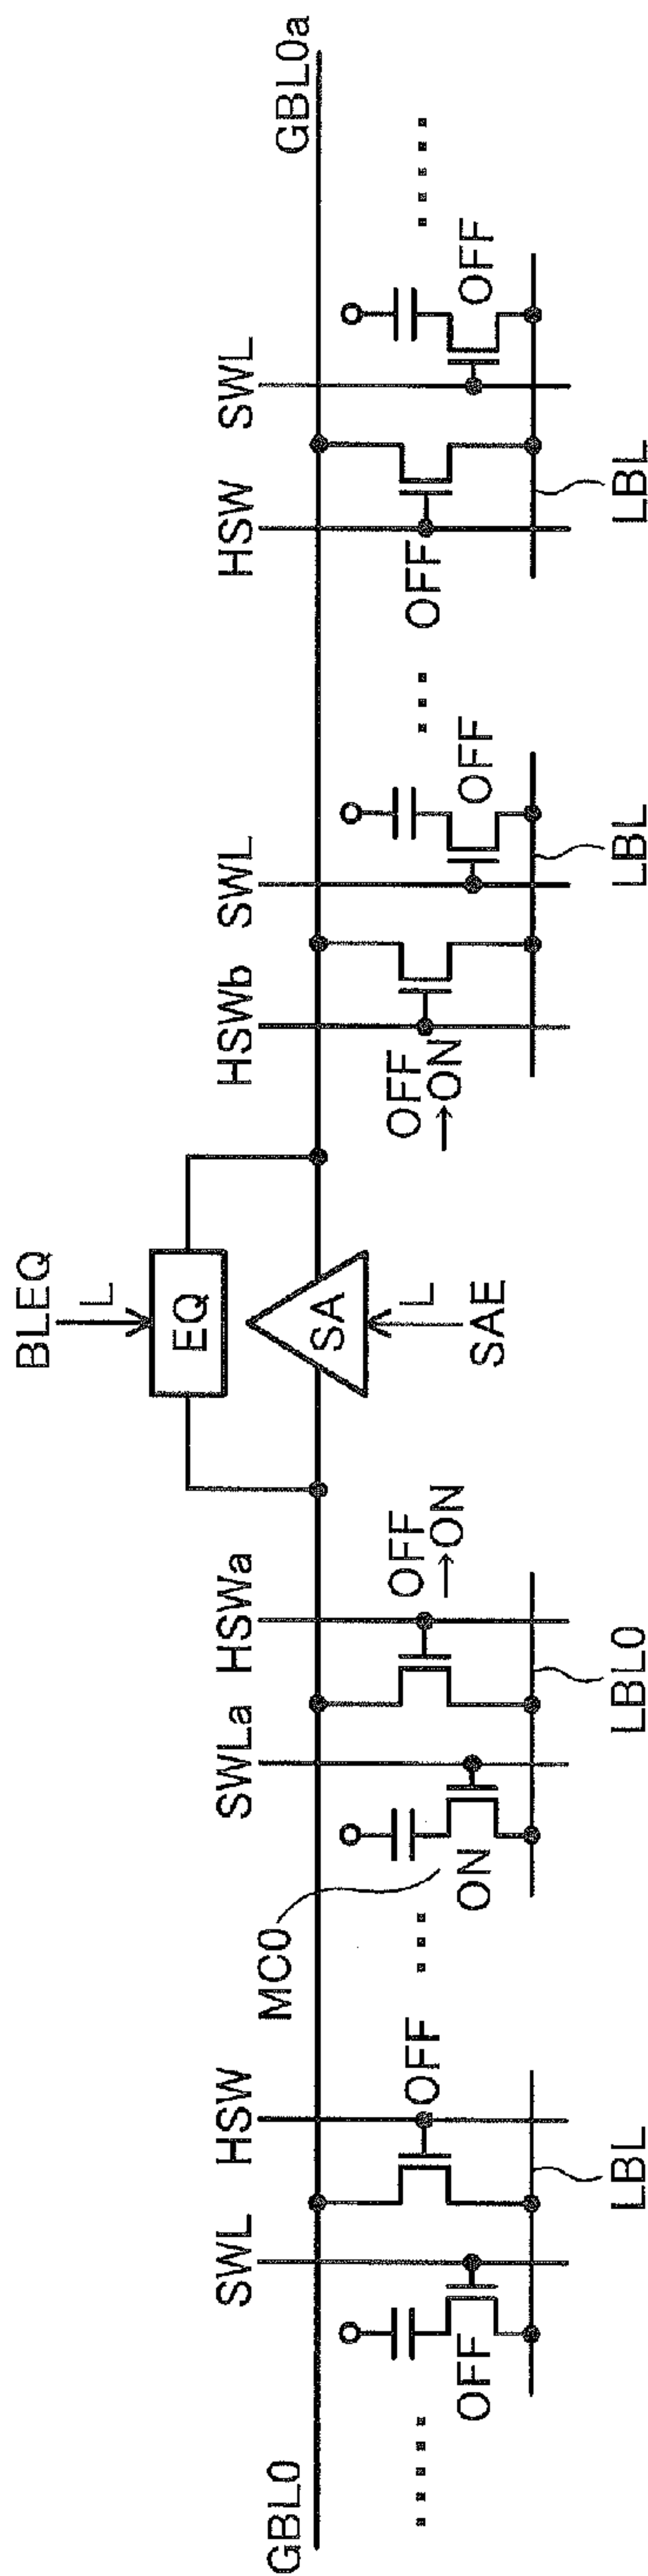 BLEQ
L
EQ
SA
L
SAE
GBL0
SWL
HSW
OFF
OFF
LBL
MC0
SWLa
HSWa
ON
OFF
→ON
LBL0
HSWb
SWL
OFF
→ON
OFF
LBL
HSW
SWL
OFF
OFF
LBL
GBL0a